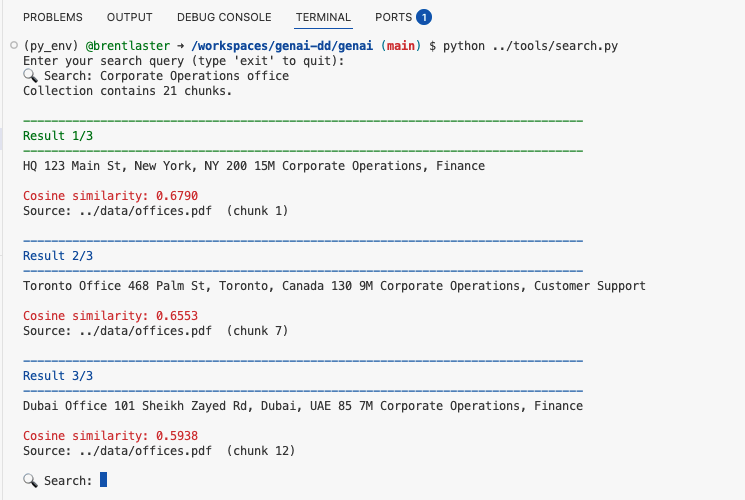 PROBLEMS OUTPUT DEBUG CONSOLE TERMINAL PORTS 1
(py_env) @brentlaster → /workspaces/genai-dd/genai (main) $ python ../tools/search.py
Enter your search query (type 'exit' to quit):
🔍 Search: Corporate Operations office
Collection contains 21 chunks.
Result 1/3
HQ 123 Main St, New York, NY 200 15M Corporate Operations, Finance
Cosine similarity: 0.6790
Source: ../data/offices.pdf (chunk 1)
Result 2/3
Toronto Office 468 Palm St, Toronto, Canada 130 9M Corporate Operations, Customer Support
Cosine similarity: 0.6553
Source: ../data/offices.pdf (chunk 7)
Result 3/3
Dubai Office 101 Sheikh Zayed Rd, Dubai, UAE 85 7M Corporate Operations, Finance
Cosine similarity: 0.5938
Source: ../data/offices.pdf (chunk 12)
🔍 Search: